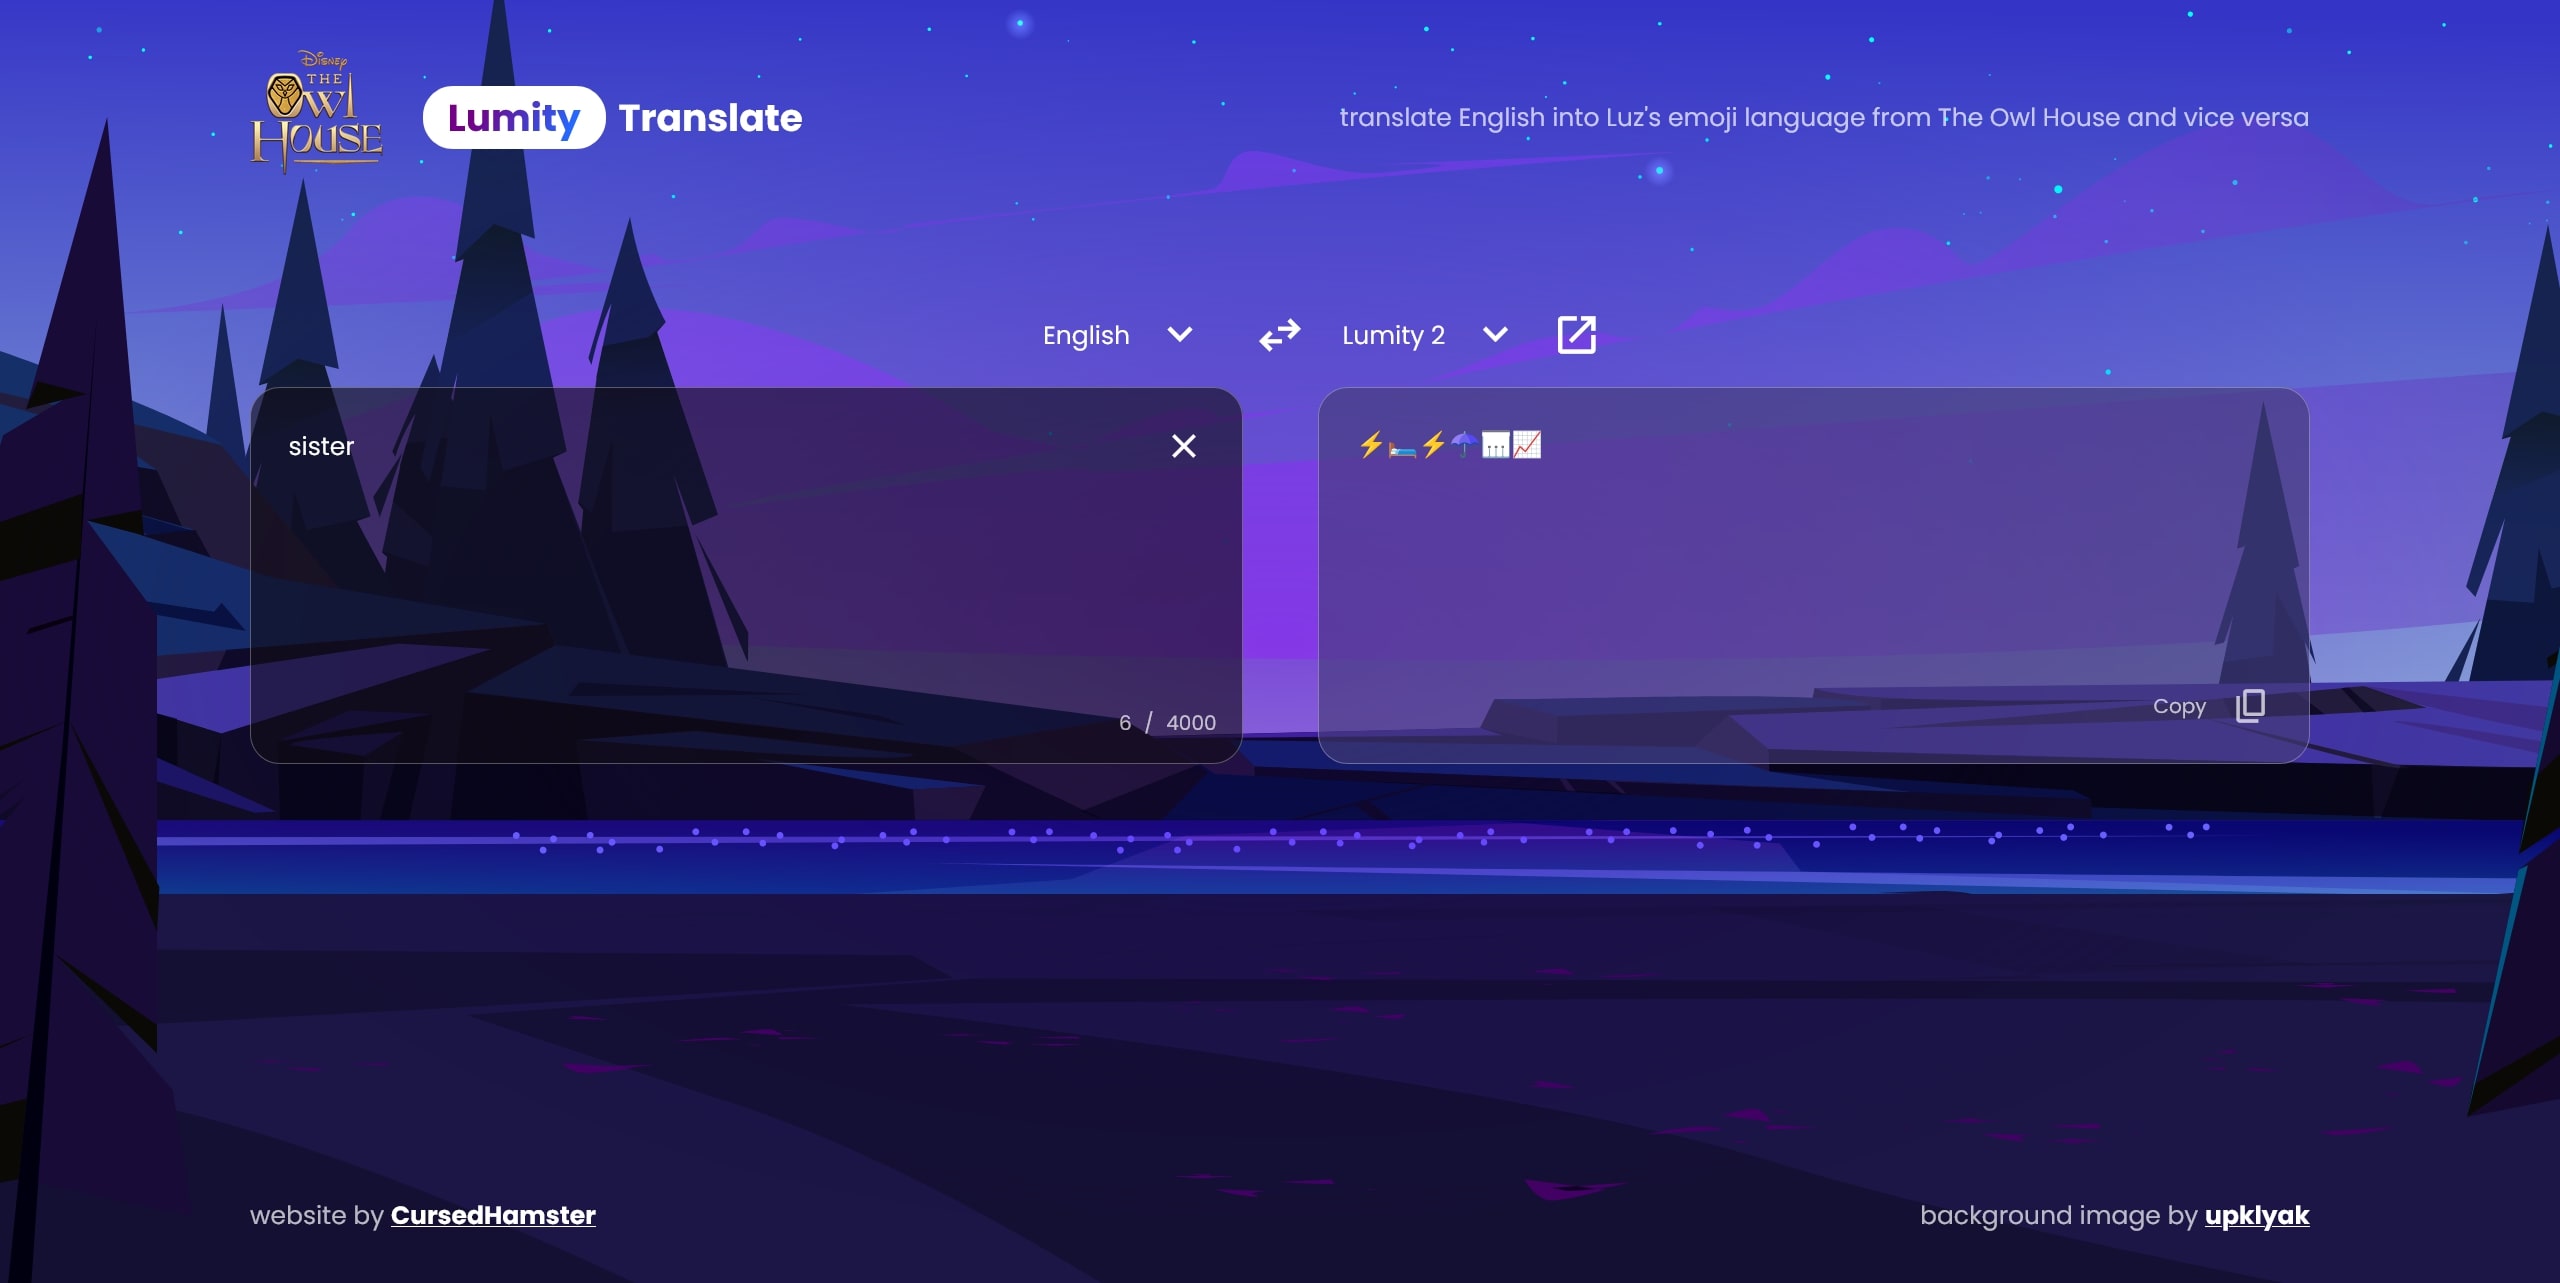 Disney
THE
OWL
HOUSE
Lumity Translate
translate English into Luz's emoji language from The Owl House and vice versa
English
Lumity 2
sister
⚡🛏️⚡☂️🚾📈
6 / 4000
Copy
website by CursedHamster
background image by upklyak